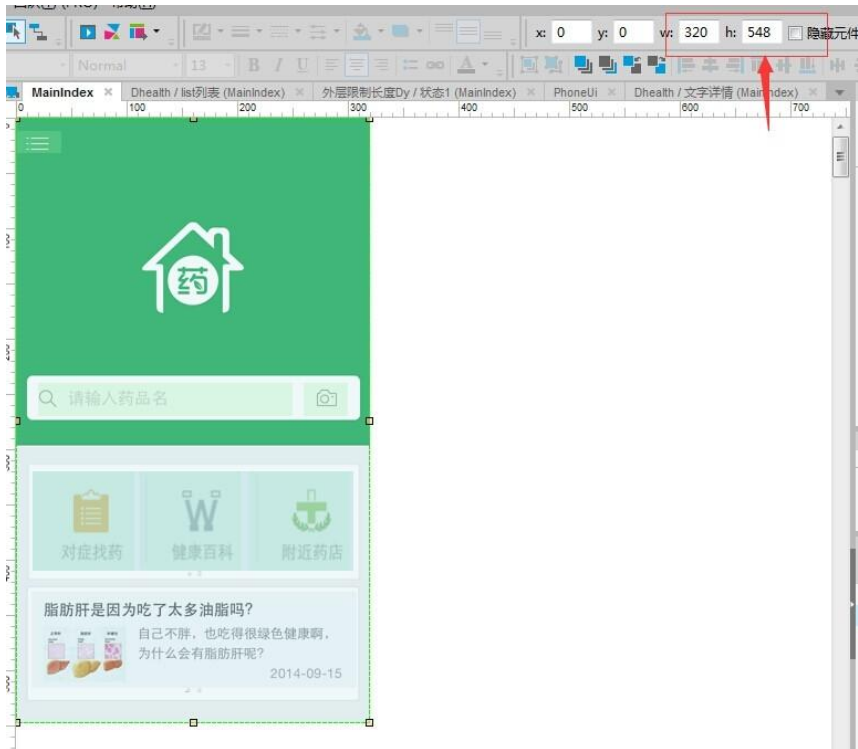 x: 0 y: 0 w: 320 h: 548 隐藏元件
Normal 13 B I U
MainIndex × Dhealth / list列表 (MainIndex) × 外层限制长度Dy / 状态1 (MainIndex) × PhoneUi × Dhealth / 文字详情 (MainIndex) ×
0 100 200 300 400 500 600 700
药
请输入药品名
对症找药 健康百科 附近药店
脂肪肝是因为吃了太多油脂吗?
自己不胖，也吃得很绿色健康啊，
为什么会有脂肪肝呢?
2014-09-15